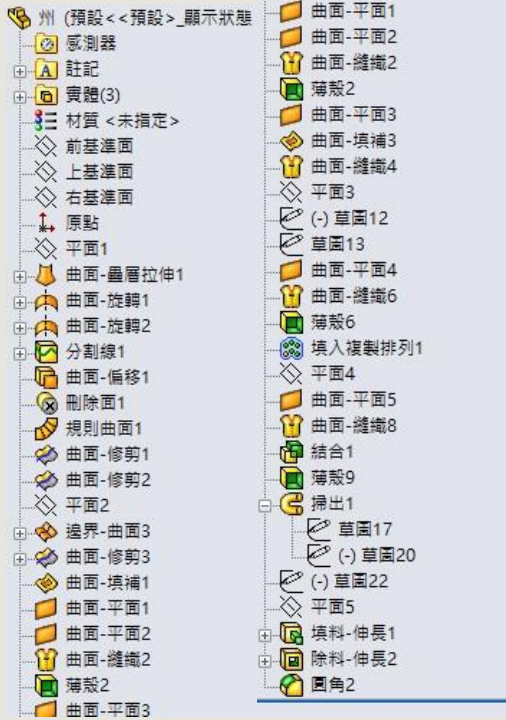 州 (預設<<預設>_顯示狀態
感測器
註記
實體(3)
材質 <未指定>
前基準面
上基準面
右基準面
原點
平面1
曲面-疊層拉伸1
曲面-旋轉1
曲面-旋轉2
分割線1
曲面-偏移1
刪除面1
規則曲面1
曲面-修剪1
曲面-修剪2
平面2
邊界-曲面3
曲面-修剪3
曲面-填補1
曲面-平面1
曲面-平面2
曲面-縫織2
薄殼2
曲面-平面3
曲面-平面1
曲面-平面2
曲面-縫織2
薄殼2
曲面-平面3
曲面-填補3
曲面-縫織4
平面3
(-) 草圖12
草圖13
曲面-平面4
曲面-縫織6
薄殼6
填入複製排列1
平面4
曲面-平面5
曲面-縫織8
結合1
薄殼9
掃出1
草圖17
(-) 草圖20
(-) 草圖22
平面5
填料-伸長1
除料-伸長2
圓角2